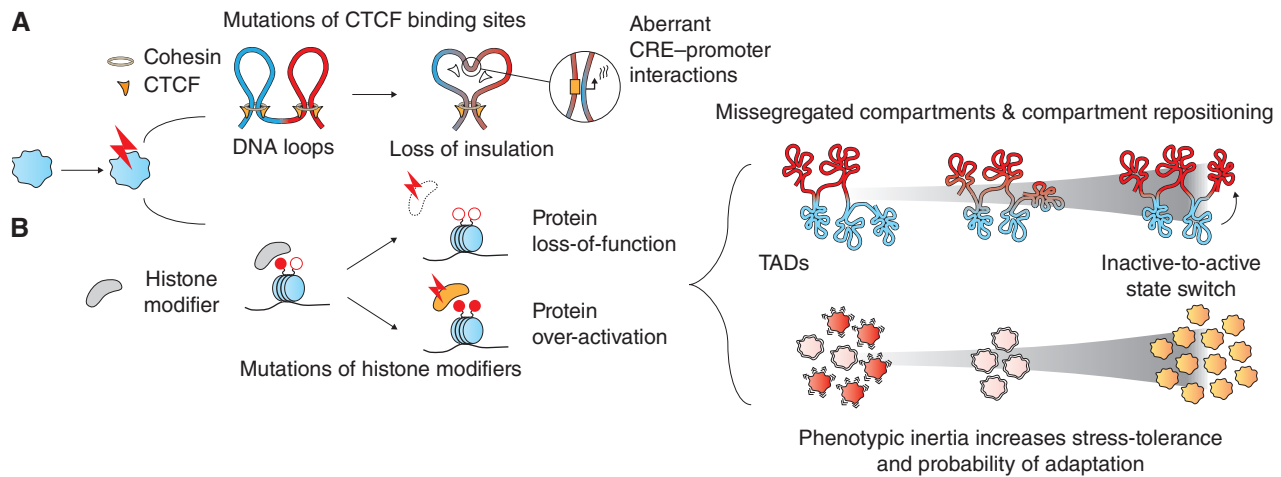 A
Mutations of CTCF binding sites
Cohesin
CTCF
DNA loops
Loss of insulation
Aberrant
CRE–promoter
interactions
B
Histone
modifier
Protein
loss-of-function
Protein
over-activation
Mutations of histone modifiers
Missegregated compartments & compartment repositioning
TADs
Inactive-to-active
state switch
Phenotypic inertia increases stress-tolerance
and probability of adaptation